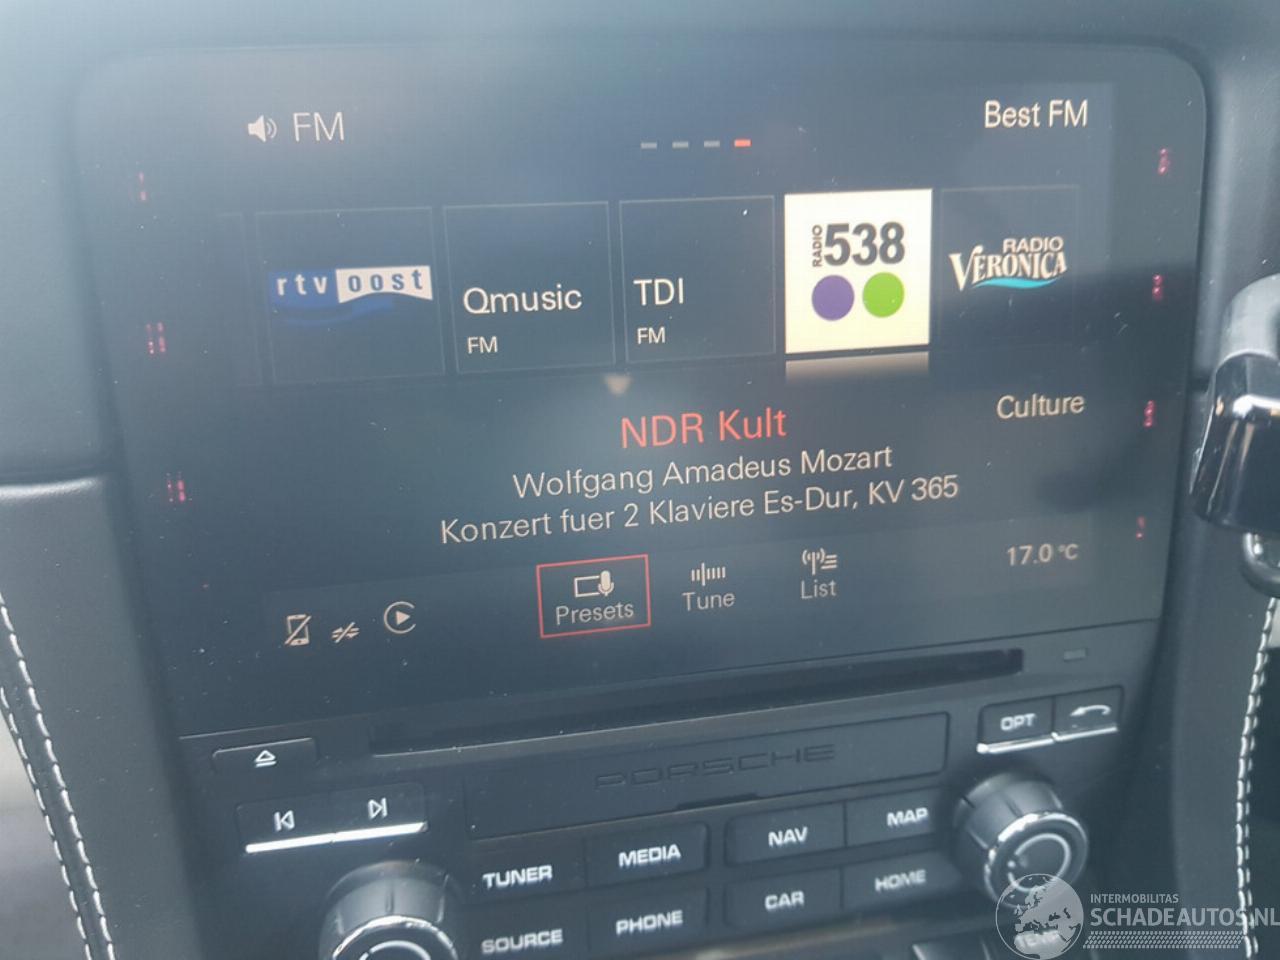 FM
Best FM
rtv oost
Qmusic
FM
TDI
FM
RADIO 538
RADIO
VERONICA
NDR Kult
Culture
Wolfgang Amadeus Mozart
Konzert fuer 2 Klaviere Es-Dur, KV 365
17.0 °C
Presets
Tune
List
OPT
PORSCHE
TUNER
MEDIA
NAV
MAP
SOURCE
PHONE
CAR
HOME
INTERMOBILITAS
SCHADEAUTOS.NL